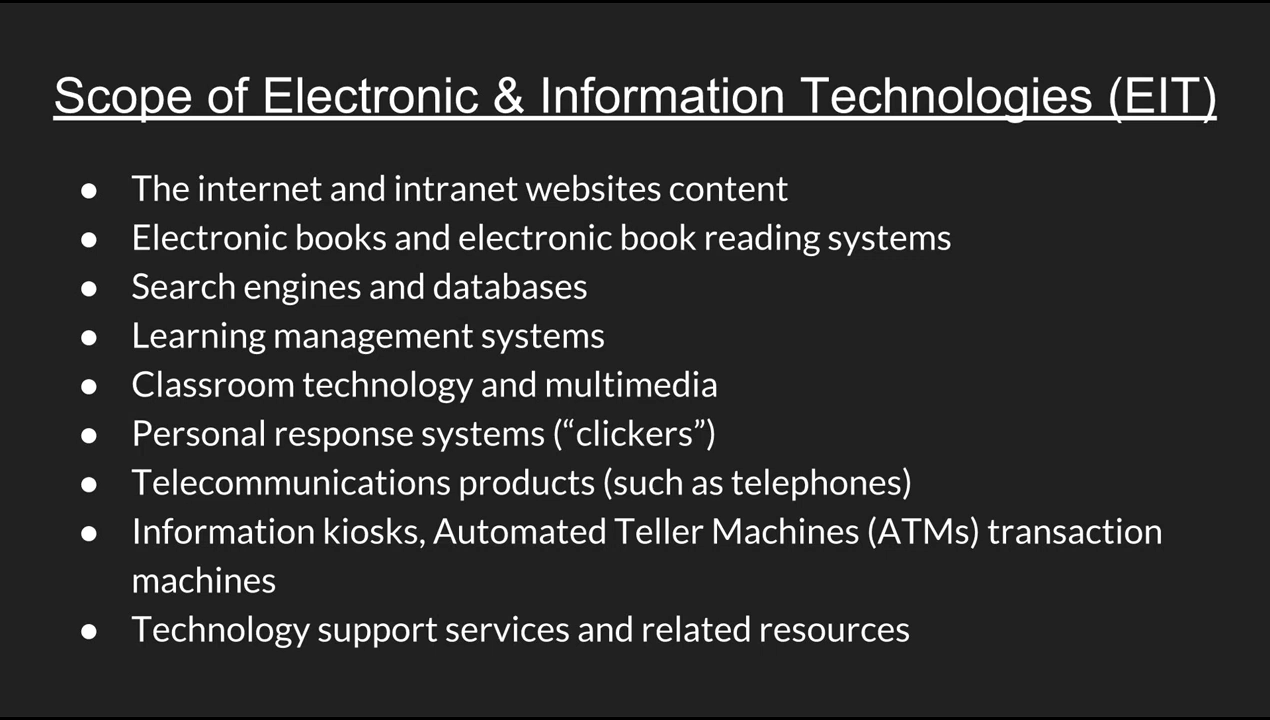 Scope of Electronic & Information Technologies (EIT)
● The internet and intranet websites content
● Electronic books and electronic book reading systems
● Search engines and databases
● Learning management systems
● Classroom technology and multimedia
● Personal response systems (“clickers”)
● Telecommunications products (such as telephones)
● Information kiosks, Automated Teller Machines (ATMs) transaction
machines
● Technology support services and related resources